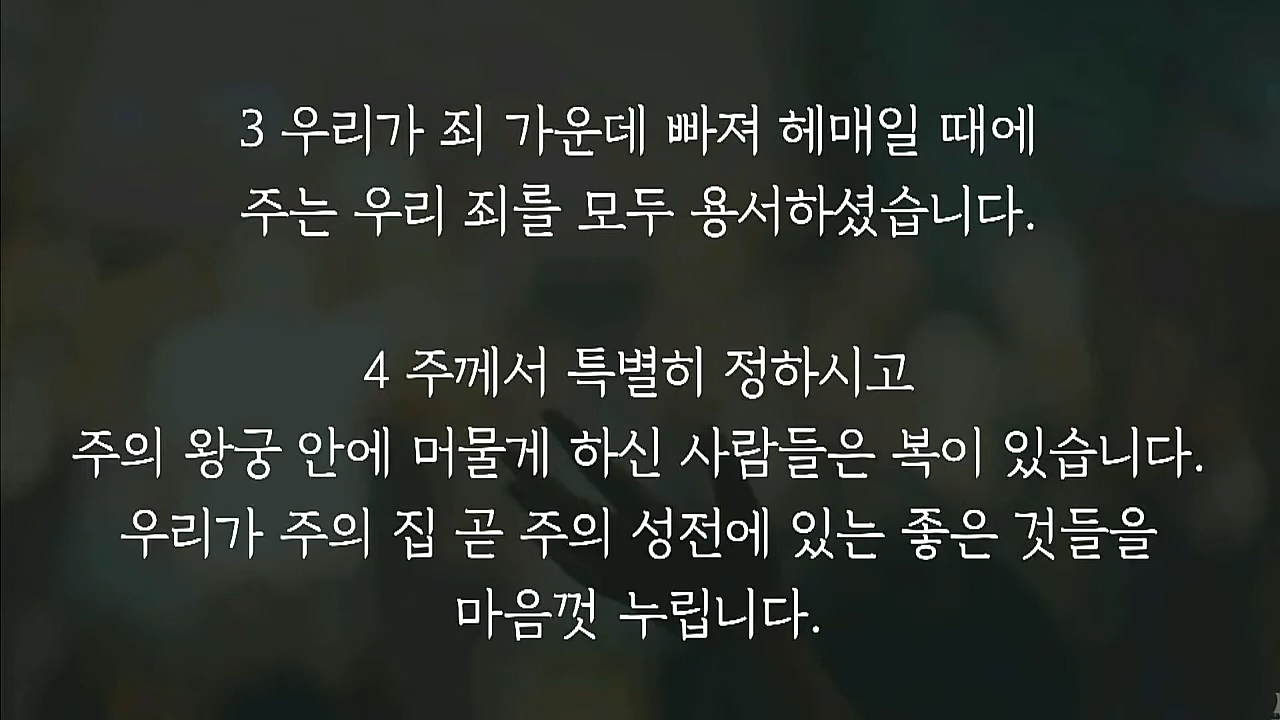 3 우리가 죄 가운데 빠져 헤매일 때에
주는 우리 죄를 모두 용서하셨습니다.
4 주께서 특별히 정하시고
주의 왕궁 안에 머물게 하신 사람들은 복이 있습니다.
우리가 주의 집 곧 주의 성전에 있는 좋은 것들을
마음껏 누립니다.